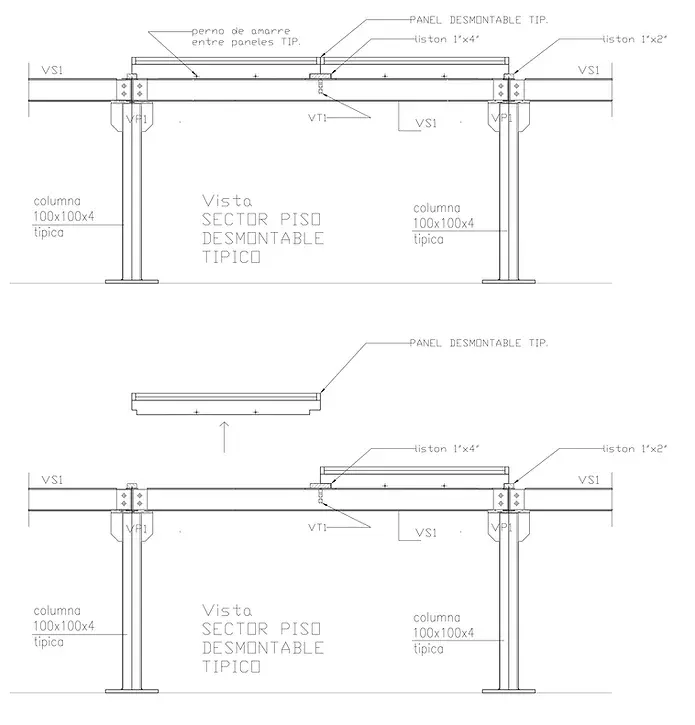 PANEL DESMONTABLE TIP.
perno de amarre
entre paneles TIP.
liston 1"x4"
liston 1"x2"
VS1
VS1
VP1
VT1
VS1
VP1
columna
100x100x4
tipica
Vista
SECTOR PISO
DESMONTABLE
TIPICO
columna
100x100x4
tipica
PANEL DESMONTABLE TIP.
liston 1"x4"
liston 1"x2"
VS1
VS1
VP1
VT1
VS1
VP1
columna
100x100x4
tipica
Vista
SECTOR PISO
DESMONTABLE
TIPICO
columna
100x100x4
tipica